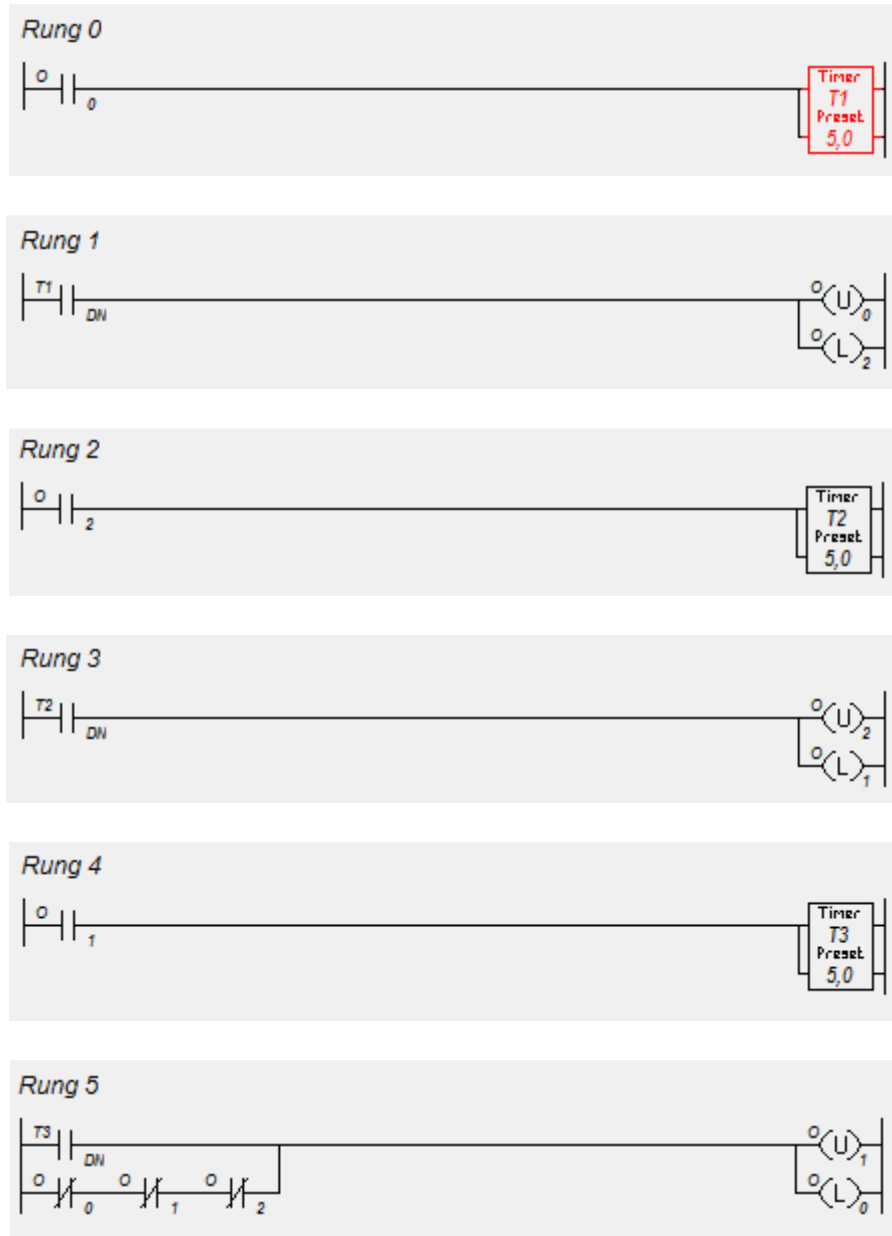 Rung 0
O
0
Timer
T1
Preset
5,0
Rung 1
T1
DN
O
U
0
O
L
2
Rung 2
O
2
Timer
T2
Preset
5,0
Rung 3
T2
DN
O
U
2
O
L
1
Rung 4
O
1
Timer
T3
Preset
5,0
Rung 5
T3
DN
O
0
O
1
O
2
O
U
1
O
L
0